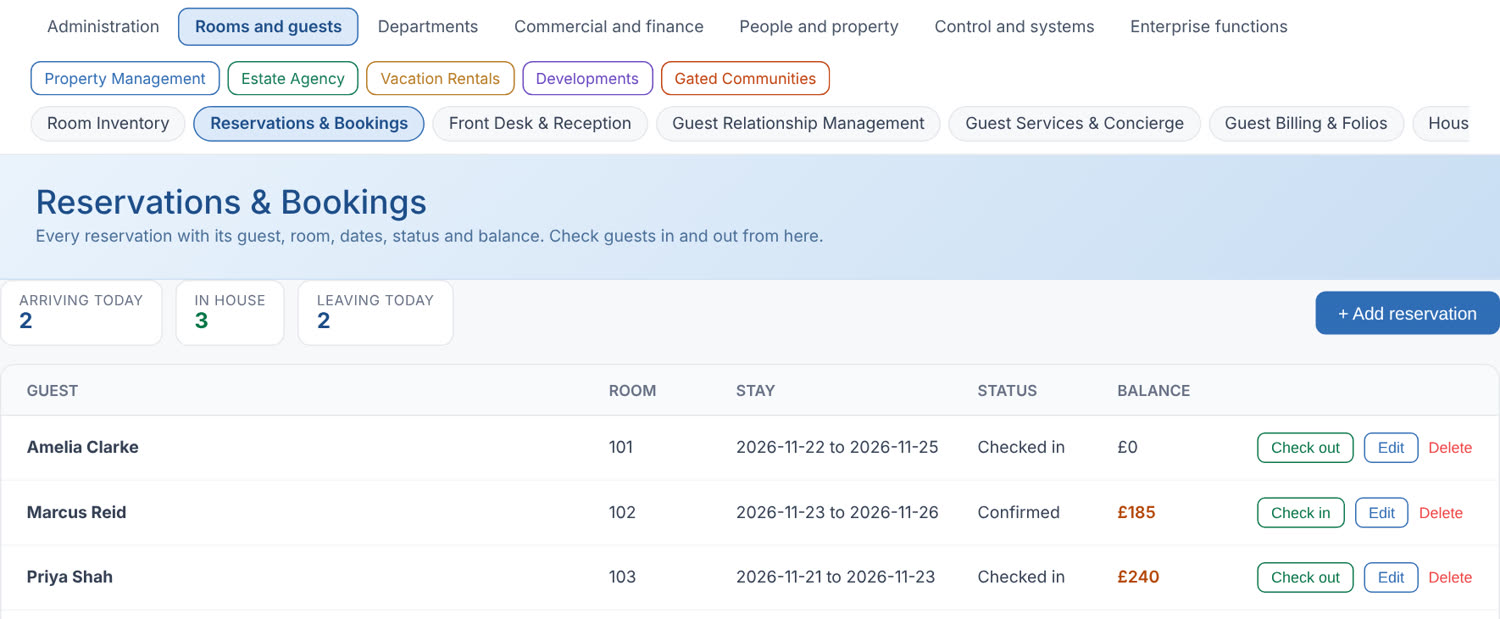 Administration Rooms and guests Departments Commercial and finance People and property Control and systems Enterprise functions
Property Management Estate Agency Vacation Rentals Developments Gated Communities
Room Inventory Reservations & Bookings Front Desk & Reception Guest Relationship Management Guest Services & Concierge Guest Billing & Folios Hous
Reservations & Bookings
Every reservation with its guest, room, dates, status and balance. Check guests in and out from here.
ARRIVING TODAY IN HOUSE LEAVING TODAY
2 3 2
+ Add reservation
GUEST ROOM STAY STATUS BALANCE
Amelia Clarke 101 2026-11-22 to 2026-11-25 Checked in £0 Check out Edit Delete
Marcus Reid 102 2026-11-23 to 2026-11-26 Confirmed £185 Check in Edit Delete
Priya Shah 103 2026-11-21 to 2026-11-23 Checked in £240 Check out Edit Delete